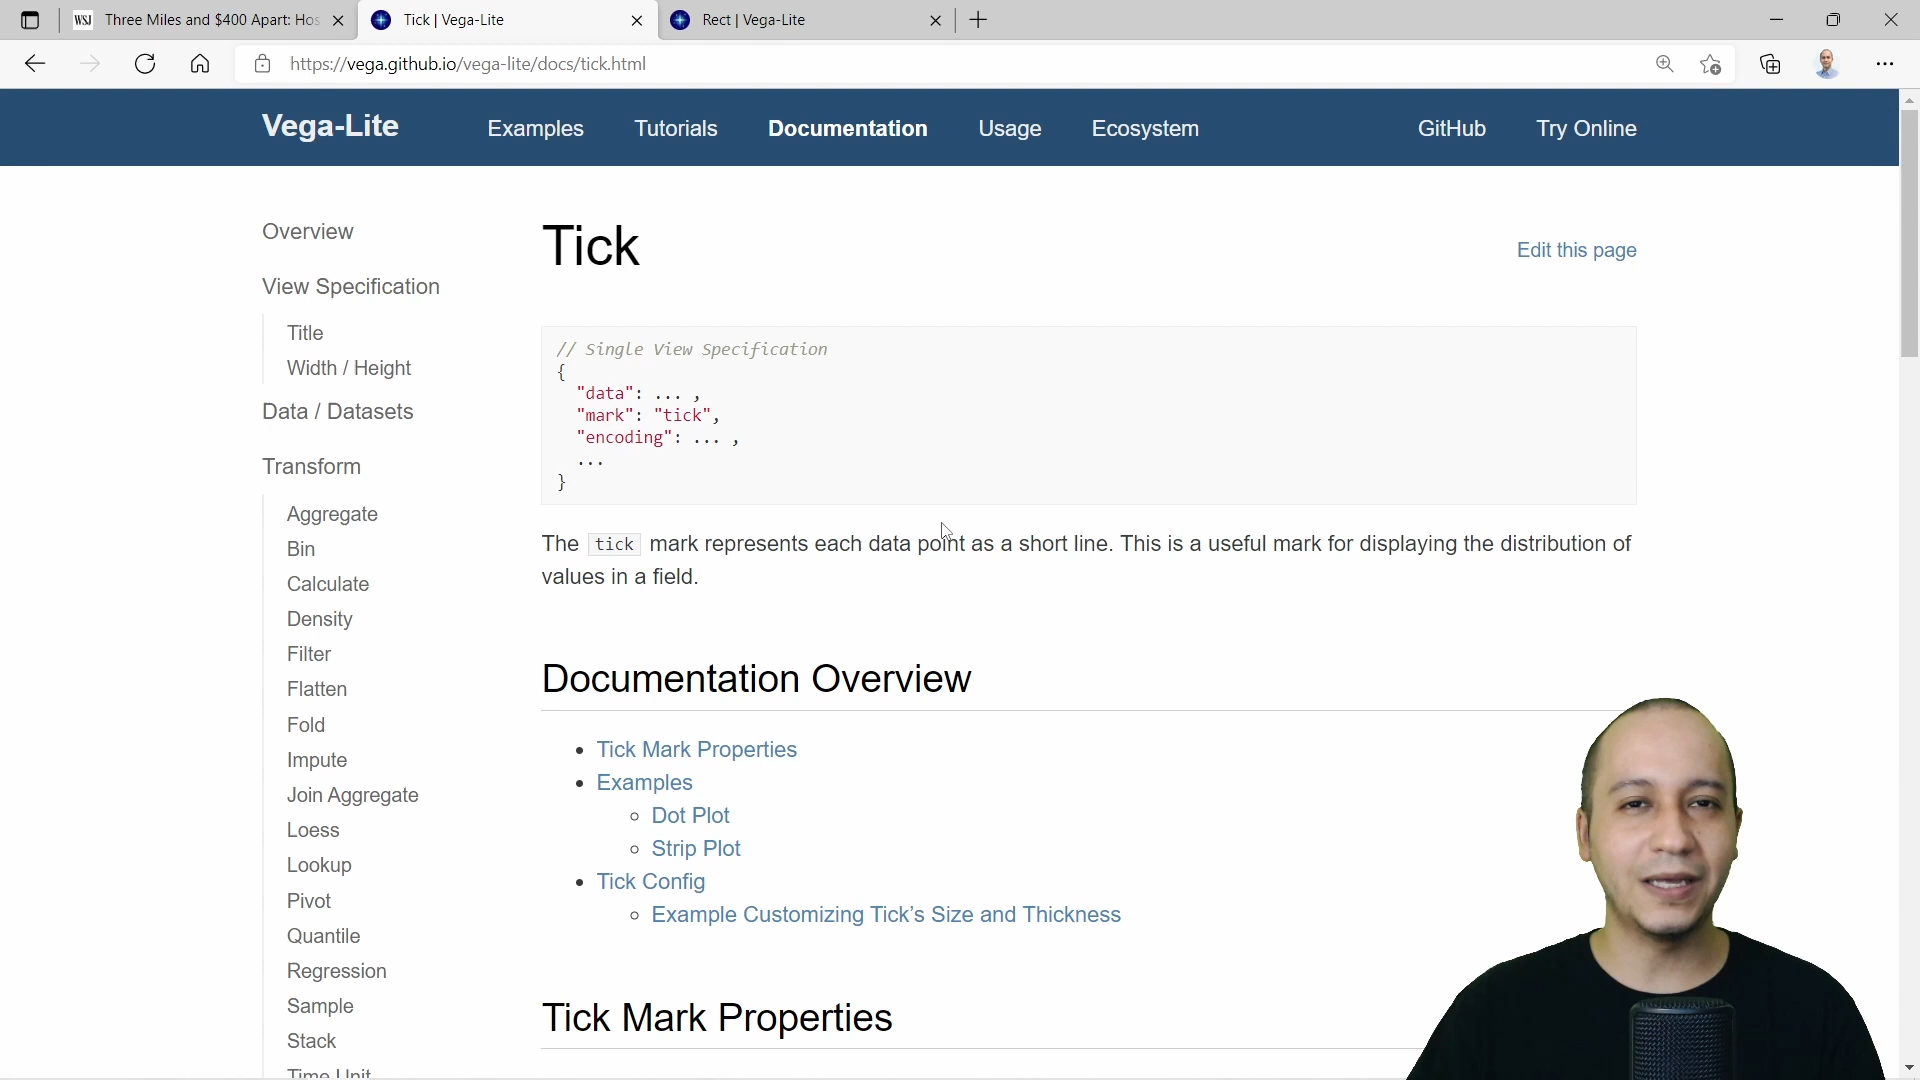 WSJ Three Miles and $400 Apart: Hos
Tick | Vega-Lite
Rect | Vega-Lite
https://vega.github.io/vega-lite/docs/tick.html
Vega-Lite
Examples
Tutorials
Documentation
Usage
Ecosystem
GitHub
Try Online
Overview
View Specification
Title
Width / Height
Data / Datasets
Transform
Aggregate
Bin
Calculate
Density
Filter
Flatten
Fold
Impute
Join Aggregate
Loess
Lookup
Pivot
Quantile
Regression
Sample
Stack
Time Unit
Tick
Edit this page
// Single View Specification
{
"data": ... ,
"mark": "tick",
"encoding": ... ,
...
}
The tick mark represents each data point as a short line. This is a useful mark for displaying the distribution of
values in a field.
Documentation Overview
Tick Mark Properties
Examples
Dot Plot
Strip Plot
Tick Config
Example Customizing Tick’s Size and Thickness
Tick Mark Properties